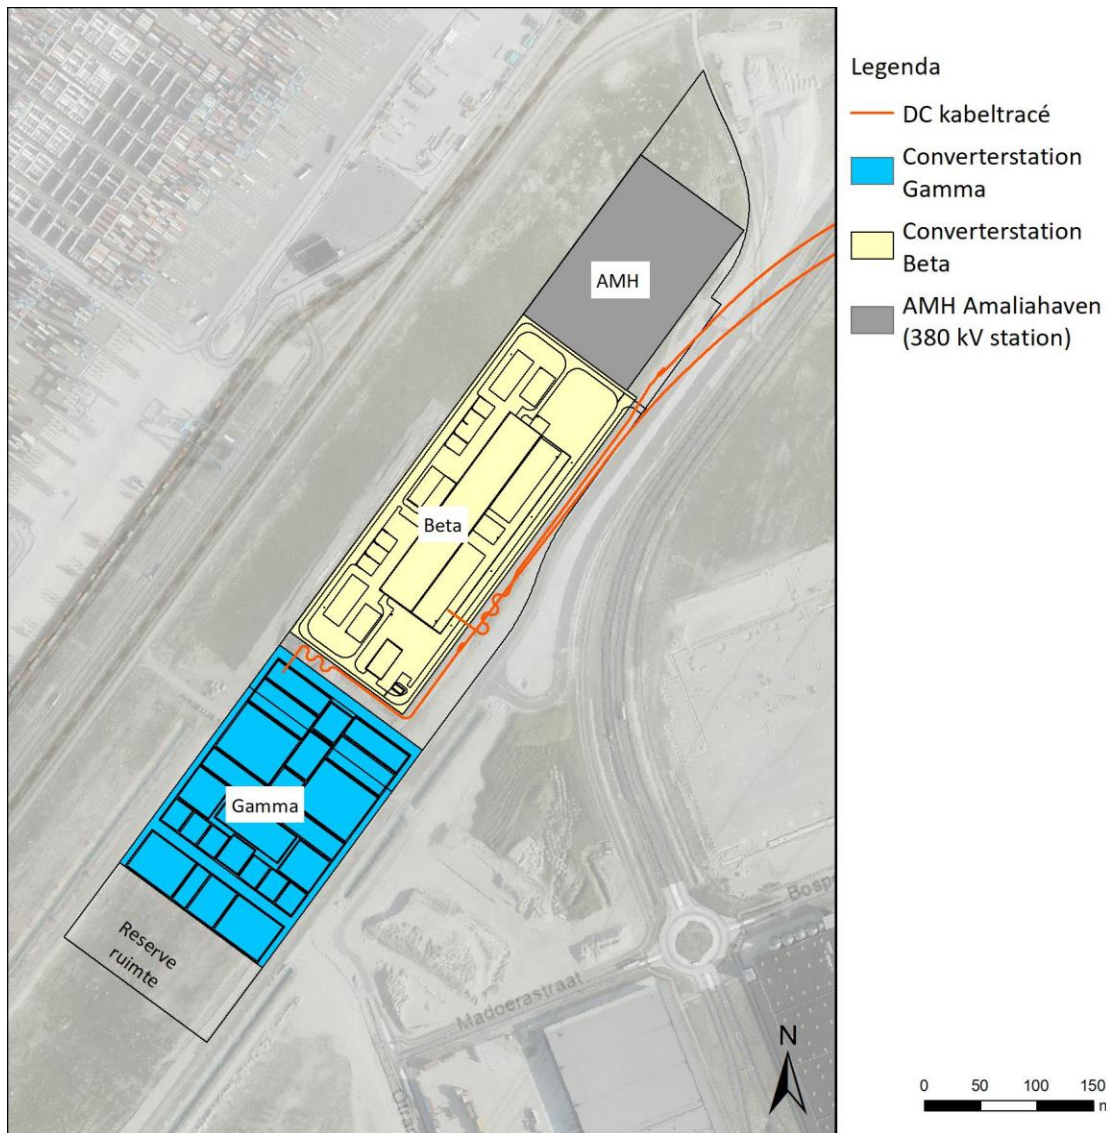 Legenda
DC kabeltracé
Converterstation
Gamma
Converterstation
Beta
AMH Amaliahaven
(380 kV station)
AMH
Beta
Gamma
Reserve
ruimte
Madoerastraat
N
0 50 100 150